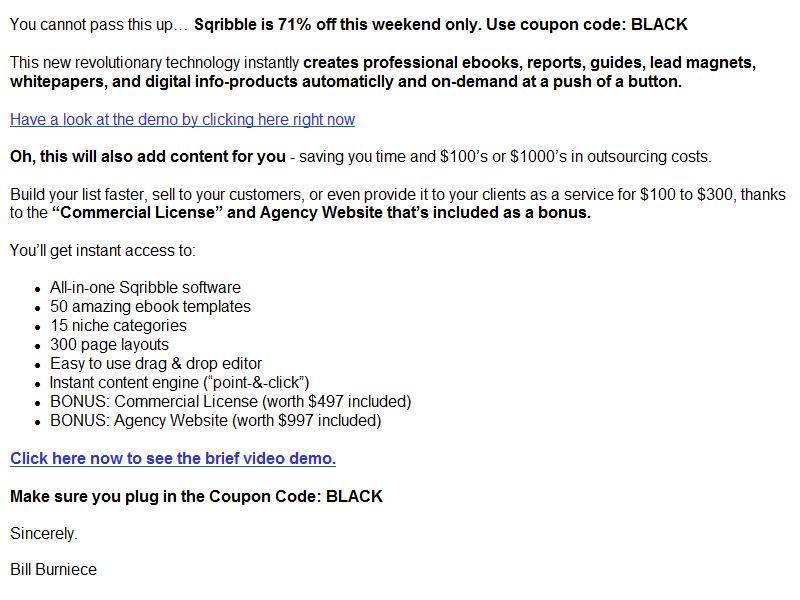 You cannot pass this up… Sqribble is 71% off this weekend only. Use coupon code: BLACK
This new revolutionary technology instantly creates professional ebooks, reports, guides, lead magnets,
whitepapers, and digital info-products automaticlly and on-demand at a push of a button.
Have a look at the demo by clicking here right now
Oh, this will also add content for you - saving you time and $100’s or $1000’s in outsourcing costs.
Build your list faster, sell to your customers, or even provide it to your clients as a service for $100 to $300, thanks
to the “Commercial License” and Agency Website that’s included as a bonus.
You’ll get instant access to:
• All-in-one Sqribble software
• 50 amazing ebook templates
• 15 niche categories
• 300 page layouts
• Easy to use drag & drop editor
• Instant content engine (“point-&-click”)
• BONUS: Commercial License (worth $497 included)
• BONUS: Agency Website (worth $997 included)
Click here now to see the brief video demo.
Make sure you plug in the Coupon Code: BLACK
Sincerely.
Bill Burniece